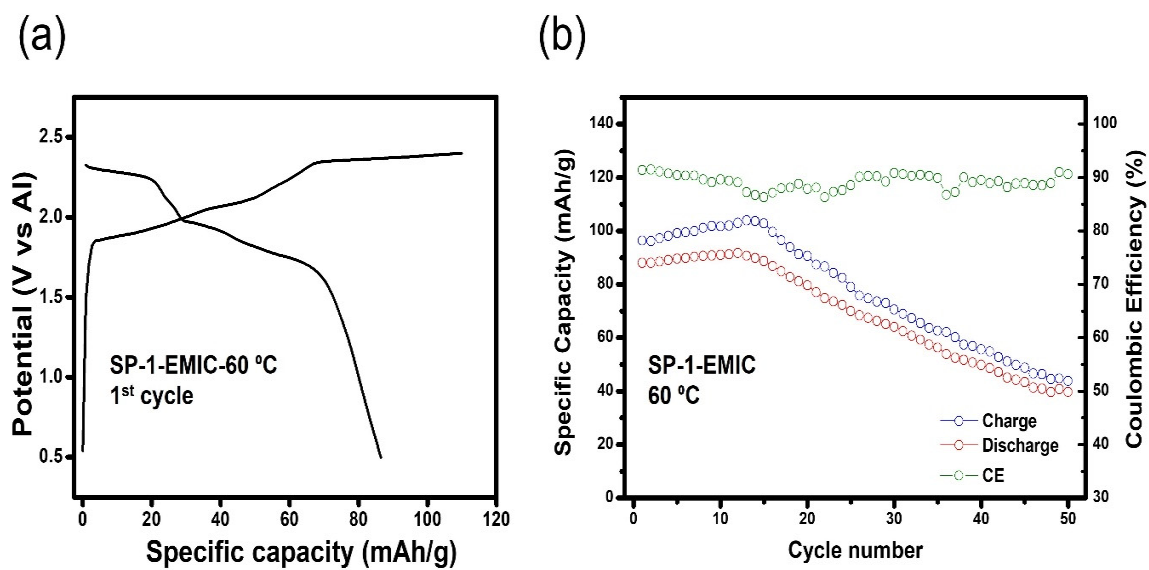 (a)
(b)
Potential (V vs Al)
2.5
2.0
1.5
1.0
0.5
SP-1-EMIC-60 ºC
1st cycle
0 20 40 60 80 100 120
Specific capacity (mAh/g)
Specific Capacity (mAh/g)
140
120
100
80
60
40
20
0
SP-1-EMIC
60 ºC
Charge
Discharge
CE
0 10 20 30 40 50
Cycle number
100
90
80
70
60
50
40
30
Coulombic Efficiency (%)